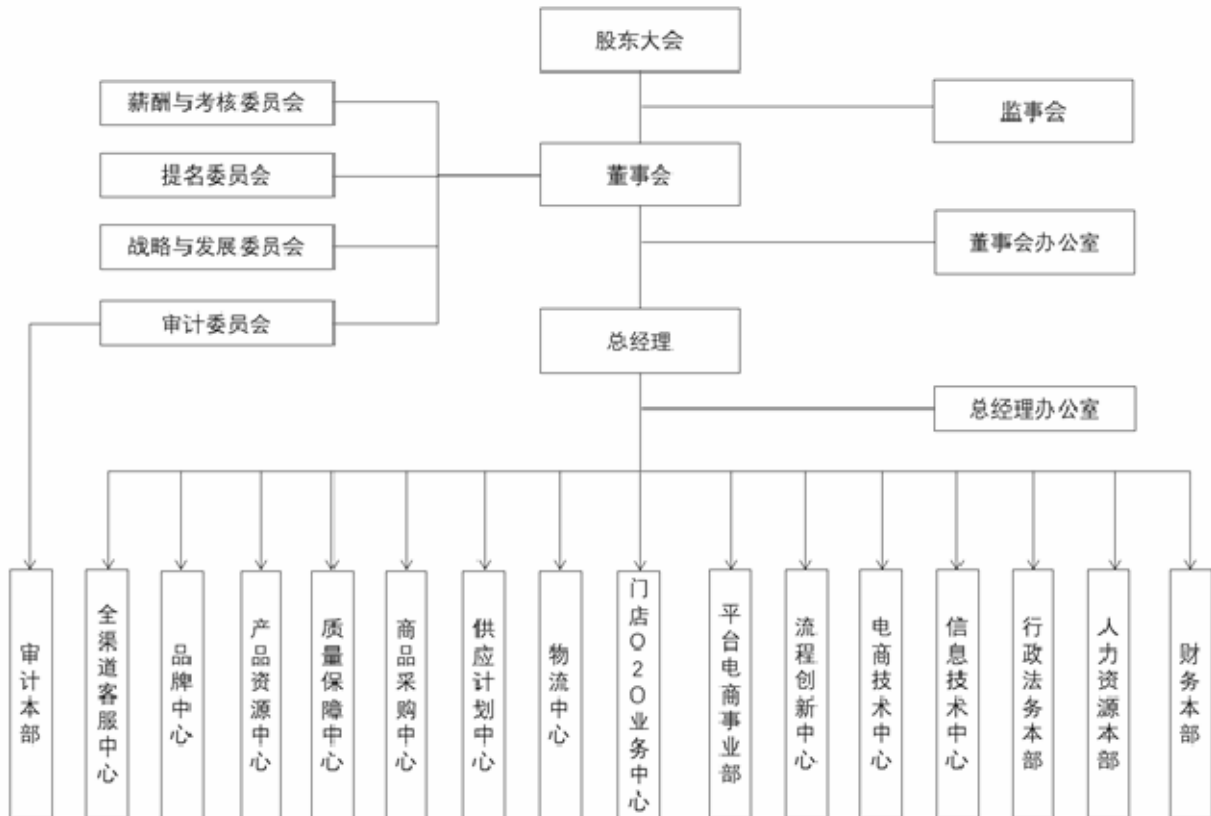 股东大会
薪酬与考核委员会
监事会
提名委员会
董事会
战略与发展委员会
董事会办公室
审计委员会
总经理
总经理办公室
审计本部
全渠道客服中心
品牌中心
产品资源中心
质量保障中心
商品采购中心
供应计划中心
物流中心
门店O2O业务中心
平台电商事业部
流程创新中心
电商技术中心
信息技术中心
行政法务本部
人力资源本部
财务本部